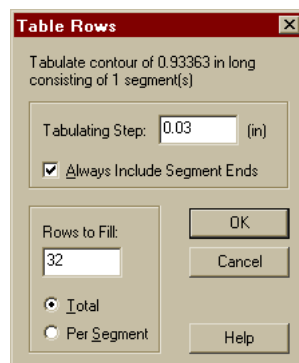 Table Rows
Tabulate contour of 0.93363 in long
consisting of 1 segment(s)
Tabulating Step: 0.03 (in)
Always Include Segment Ends
Rows to Fill:
32
Total
Per Segment
OK
Cancel
Help